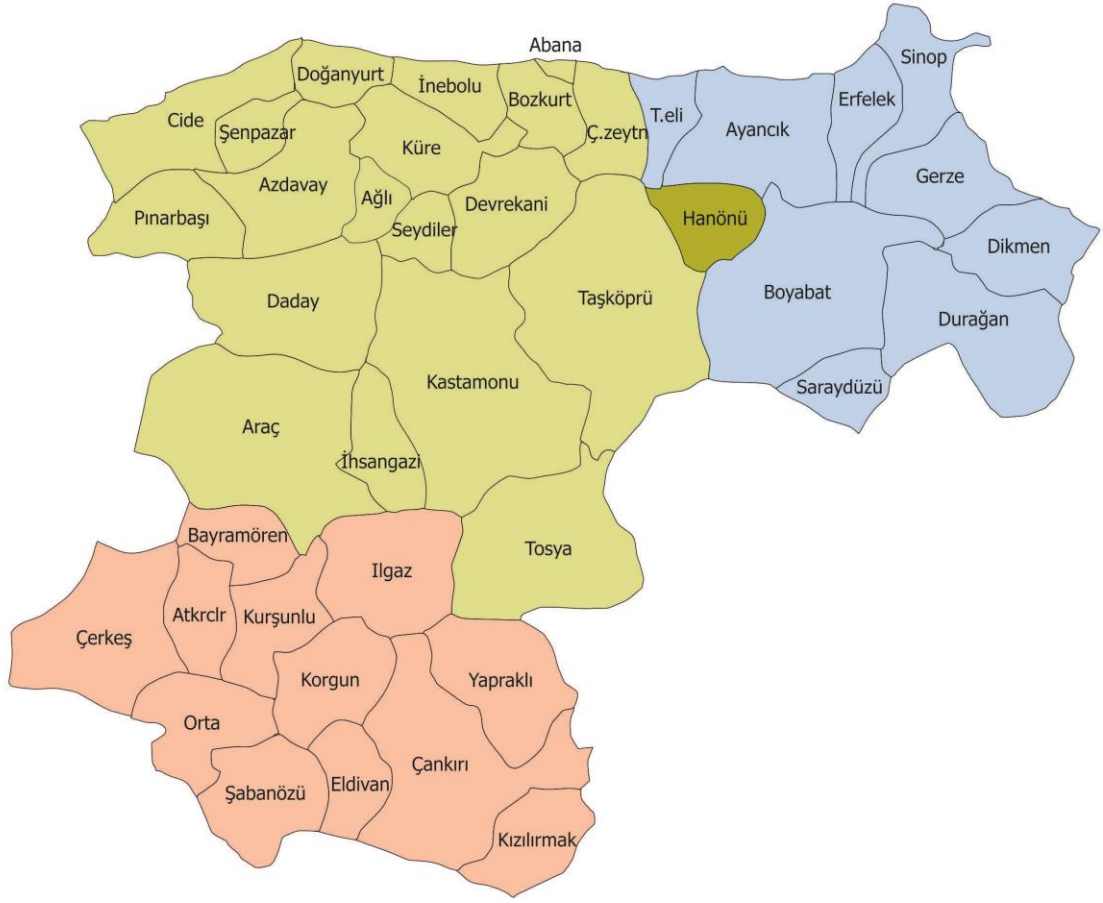 Abana
Sinop
Doğanyurt
İnebolu
Bozkurt
Erfelek
Cide
Şenpazar
Küre
Ç.zeytn
T.eli
Ayancık
Azdavay
Ağlı
Devrekani
Gerze
Pınarbaşı
Seydiler
Hanönü
Dikmen
Daday
Taşköprü
Boyabat
Durağan
Kastamonu
Saraydüzü
Araç
İhsangazi
Bayramören
Ilgaz
Tosya
Çerkeş
Atkrclr
Kurşunlu
Korgun
Yapraklı
Orta
Çankırı
Şabanözü
Eldivan
Kızılırmak